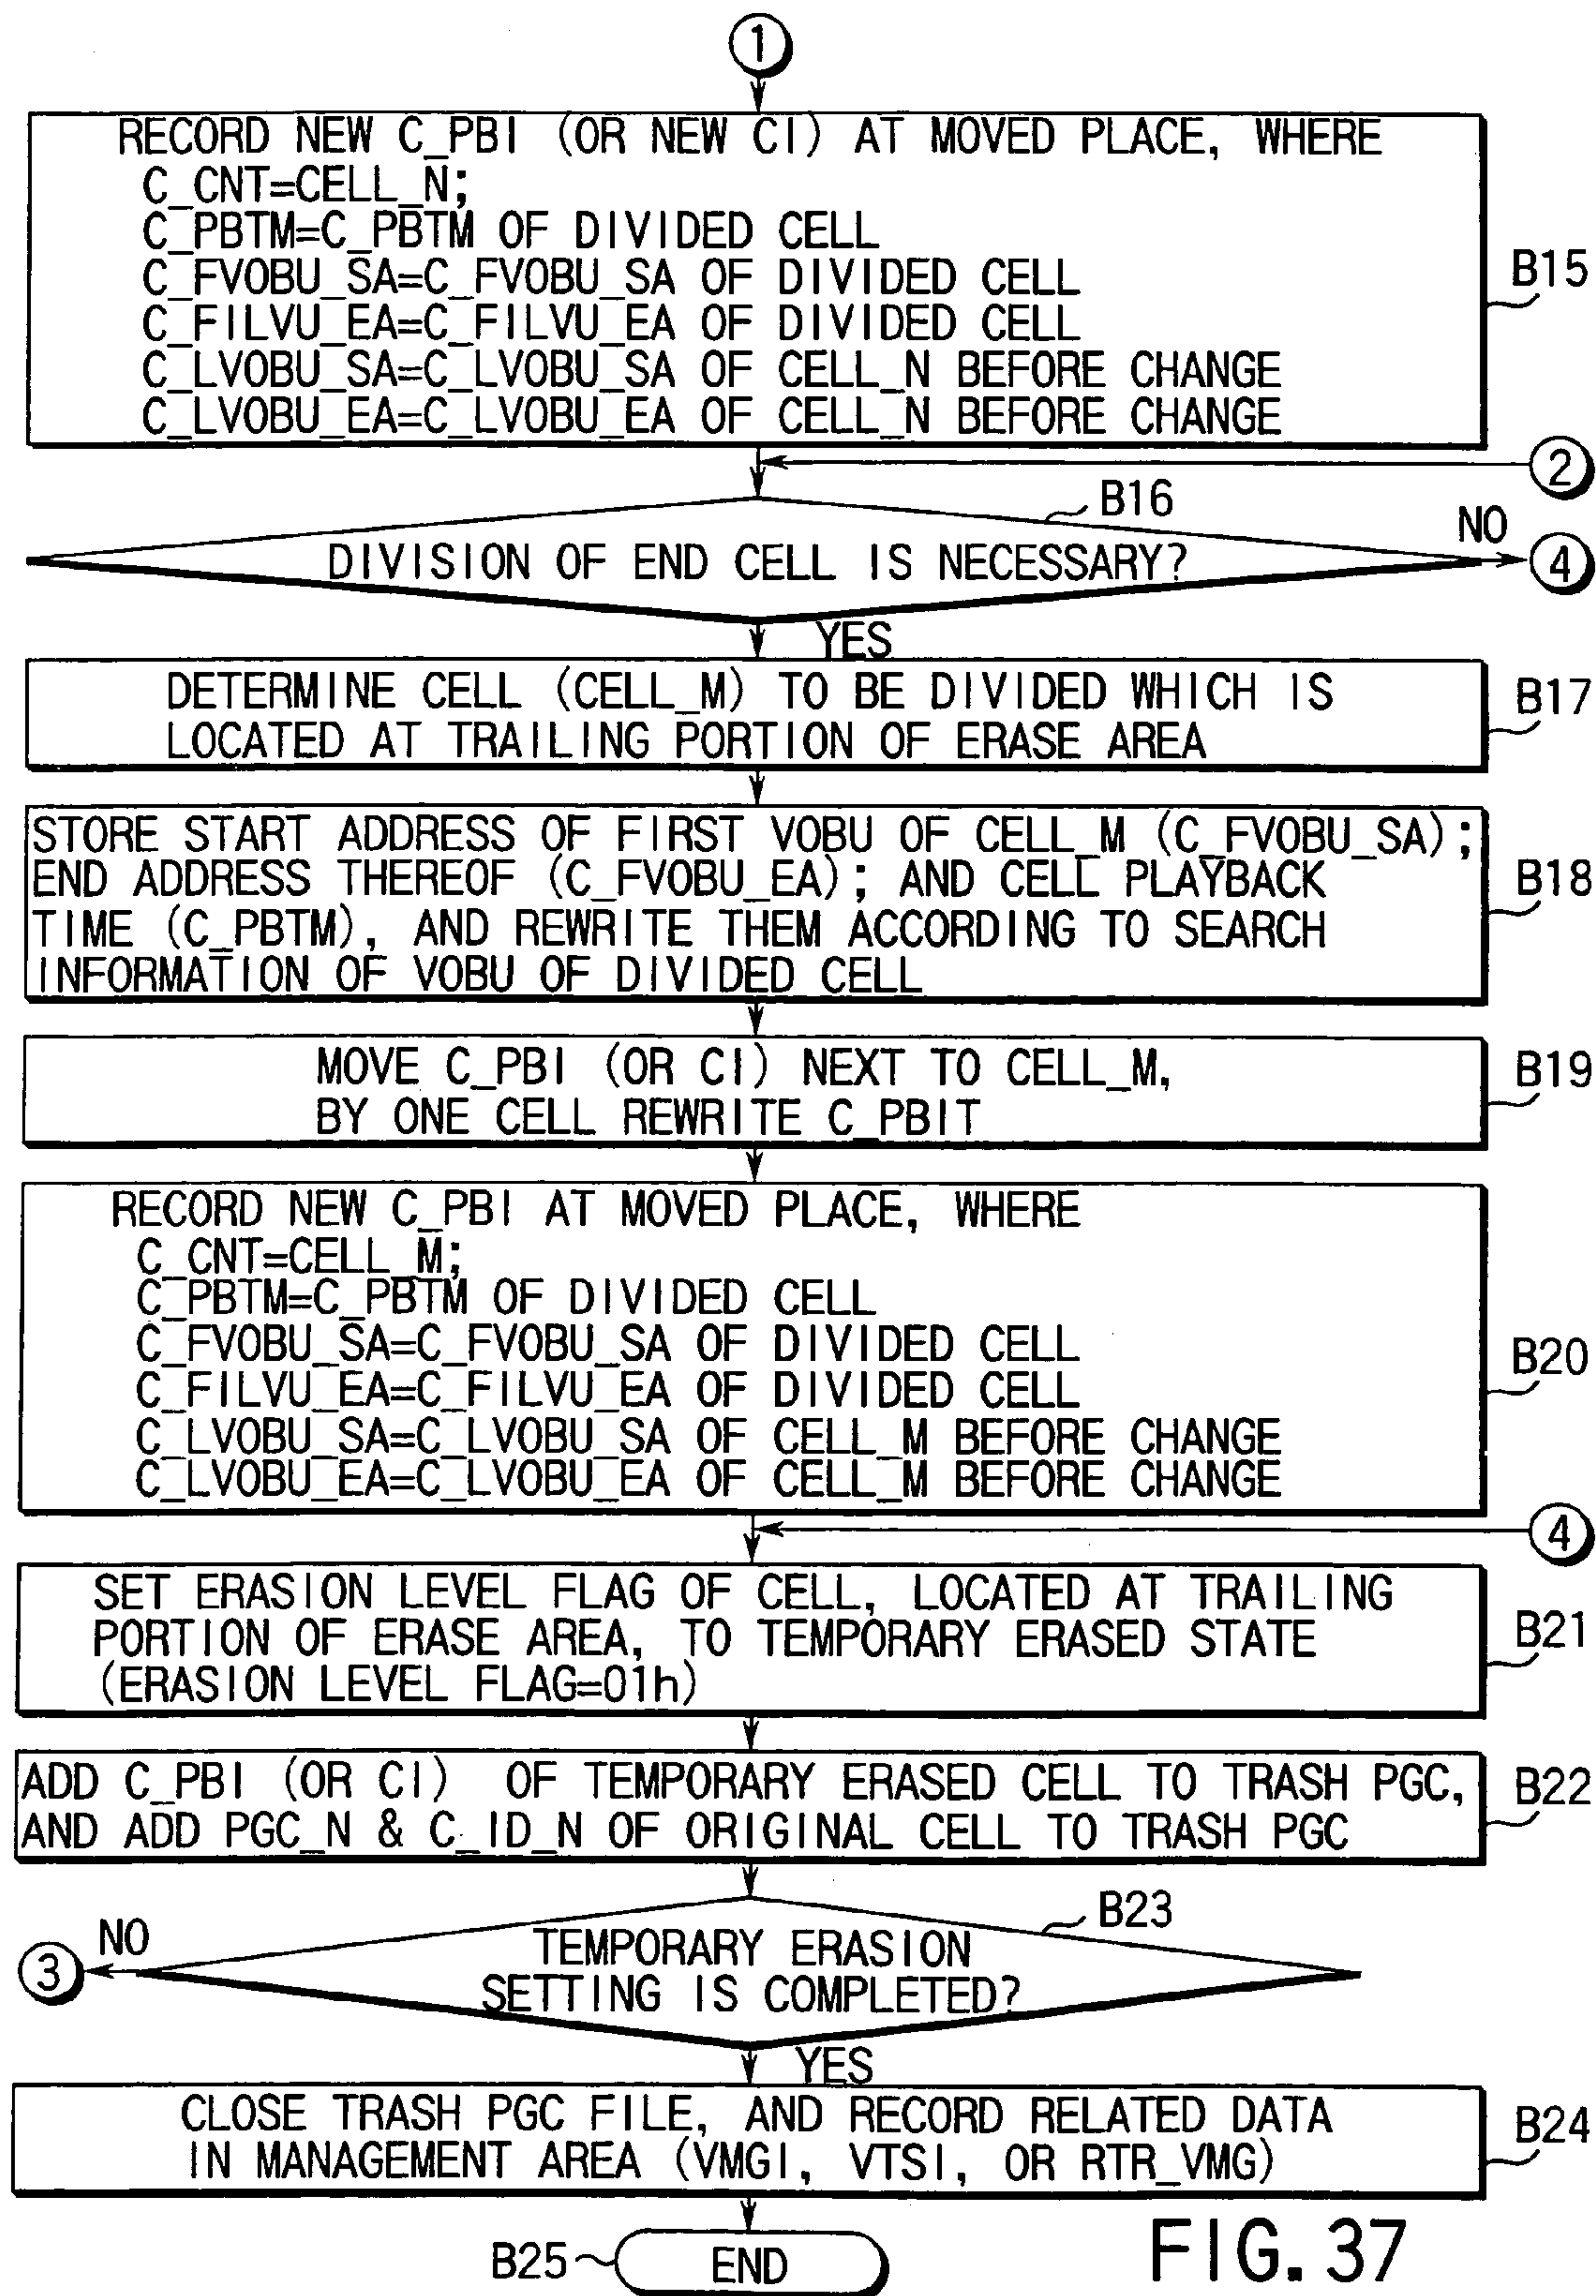 1
RECORD NEW C_PBI (OR NEW CI) AT MOVED PLACE, WHERE
C_CNT=CELL_N;
C_PBTM=C_PBTM OF DIVIDED CELL
C_FVOBU_SA=C_FVOBU_SA OF DIVIDED CELL
C_FILVU_EA=C_FILVU_EA OF DIVIDED CELL
C_LVOBU_SA=C_LVOBU_SA OF CELL_N BEFORE CHANGE
C_LVOBU_EA=C_LVOBU_EA OF CELL_N BEFORE CHANGE
B15
2
B16
DIVISION OF END CELL IS NECESSARY?
NO
4
YES
DETERMINE CELL (CELL_M) TO BE DIVIDED WHICH IS
LOCATED AT TRAILING PORTION OF ERASE AREA
B17
STORE START ADDRESS OF FIRST VOBU OF CELL_M (C_FVOBU_SA);
END ADDRESS THEREOF (C_FVOBU_EA); AND CELL PLAYBACK
TIME (C_PBTM), AND REWRITE THEM ACCORDING TO SEARCH
INFORMATION OF VOBU OF DIVIDED CELL
B18
MOVE C_PBI (OR CI) NEXT TO CELL_M,
BY ONE CELL REWRITE C_PBIT
B19
RECORD NEW C_PBI AT MOVED PLACE, WHERE
C_CNT=CELL_M;
C_PBTM=C_PBTM OF DIVIDED CELL
C_FVOBU_SA=C_FVOBU_SA OF DIVIDED CELL
C_FILVU_EA=C_FILVU_EA OF DIVIDED CELL
C_LVOBU_SA=C_LVOBU_SA OF CELL_M BEFORE CHANGE
C_LVOBU_EA=C_LVOBU_EA OF CELL_M BEFORE CHANGE
B20
4
SET ERASION LEVEL FLAG OF CELL, LOCATED AT TRAILING
PORTION OF ERASE AREA, TO TEMPORARY ERASED STATE
(ERASION LEVEL FLAG=01h)
B21
ADD C_PBI (OR CI) OF TEMPORARY ERASED CELL TO TRASH PGC,
AND ADD PGC_N & C_ID_N OF ORIGINAL CELL TO TRASH PGC
B22
B23
TEMPORARY ERASION
SETTING IS COMPLETED?
NO
3
YES
CLOSE TRASH PGC FILE, AND RECORD RELATED DATA
IN MANAGEMENT AREA (VMGI, VTSI, OR RTR_VMG)
B24
B25
END
FIG. 37